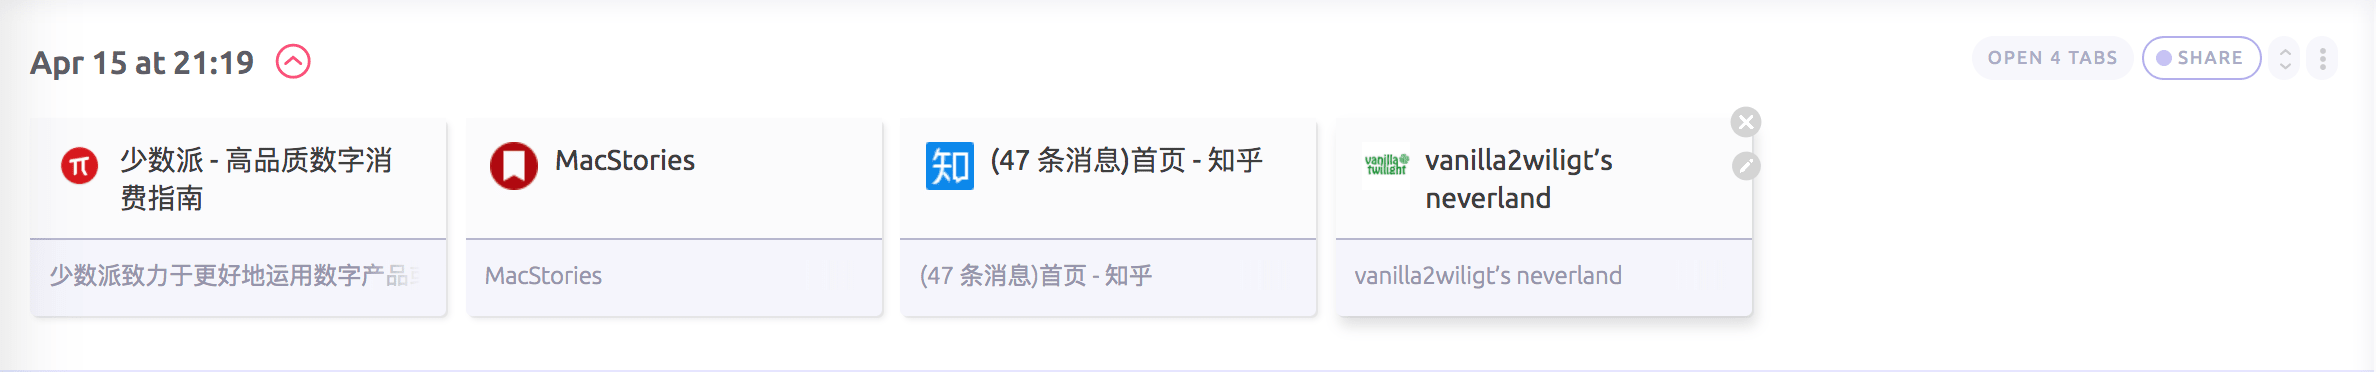 Apr 15 at 21:19
OPEN 4 TABS
SHARE
π
少数派 - 高品质数字消
费指南
MacStories
知
(47 条消息)首页 - 知乎
vanilla
twilight
vanilla2wiligt’s
neverland
少数派致力于更好地运用数字产品
MacStories
(47 条消息)首页 - 知乎
vanilla2wiligt’s neverland